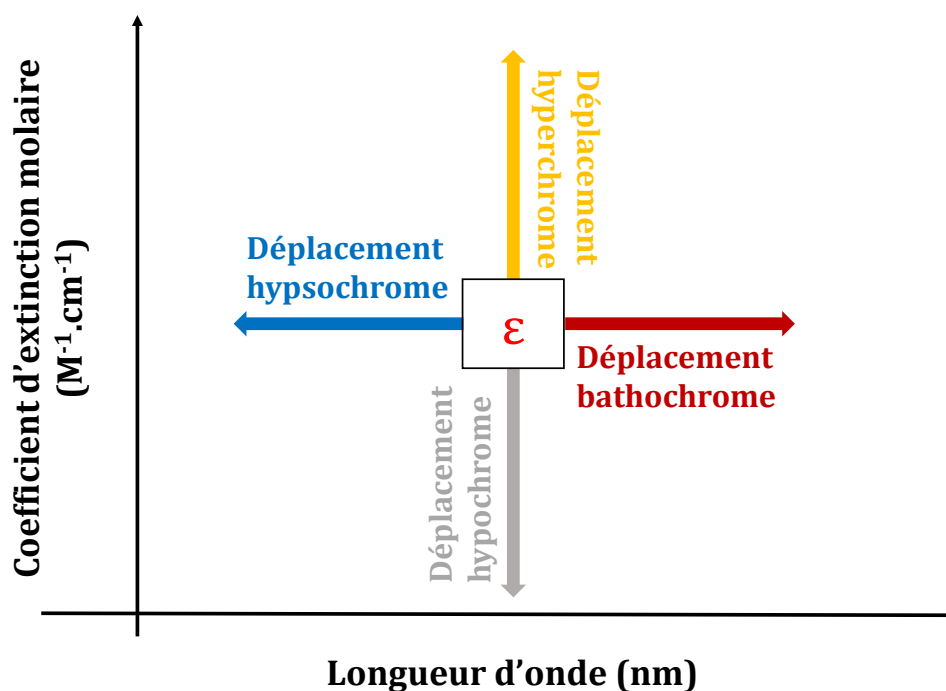 Coefficient d’extinction molaire
(M⁻¹.cm⁻¹)
Déplacement
hyperchrome
Déplacement
hypsochrome
ε
Déplacement
bathochrome
Déplacement
hypochrome
Longueur d’onde (nm)